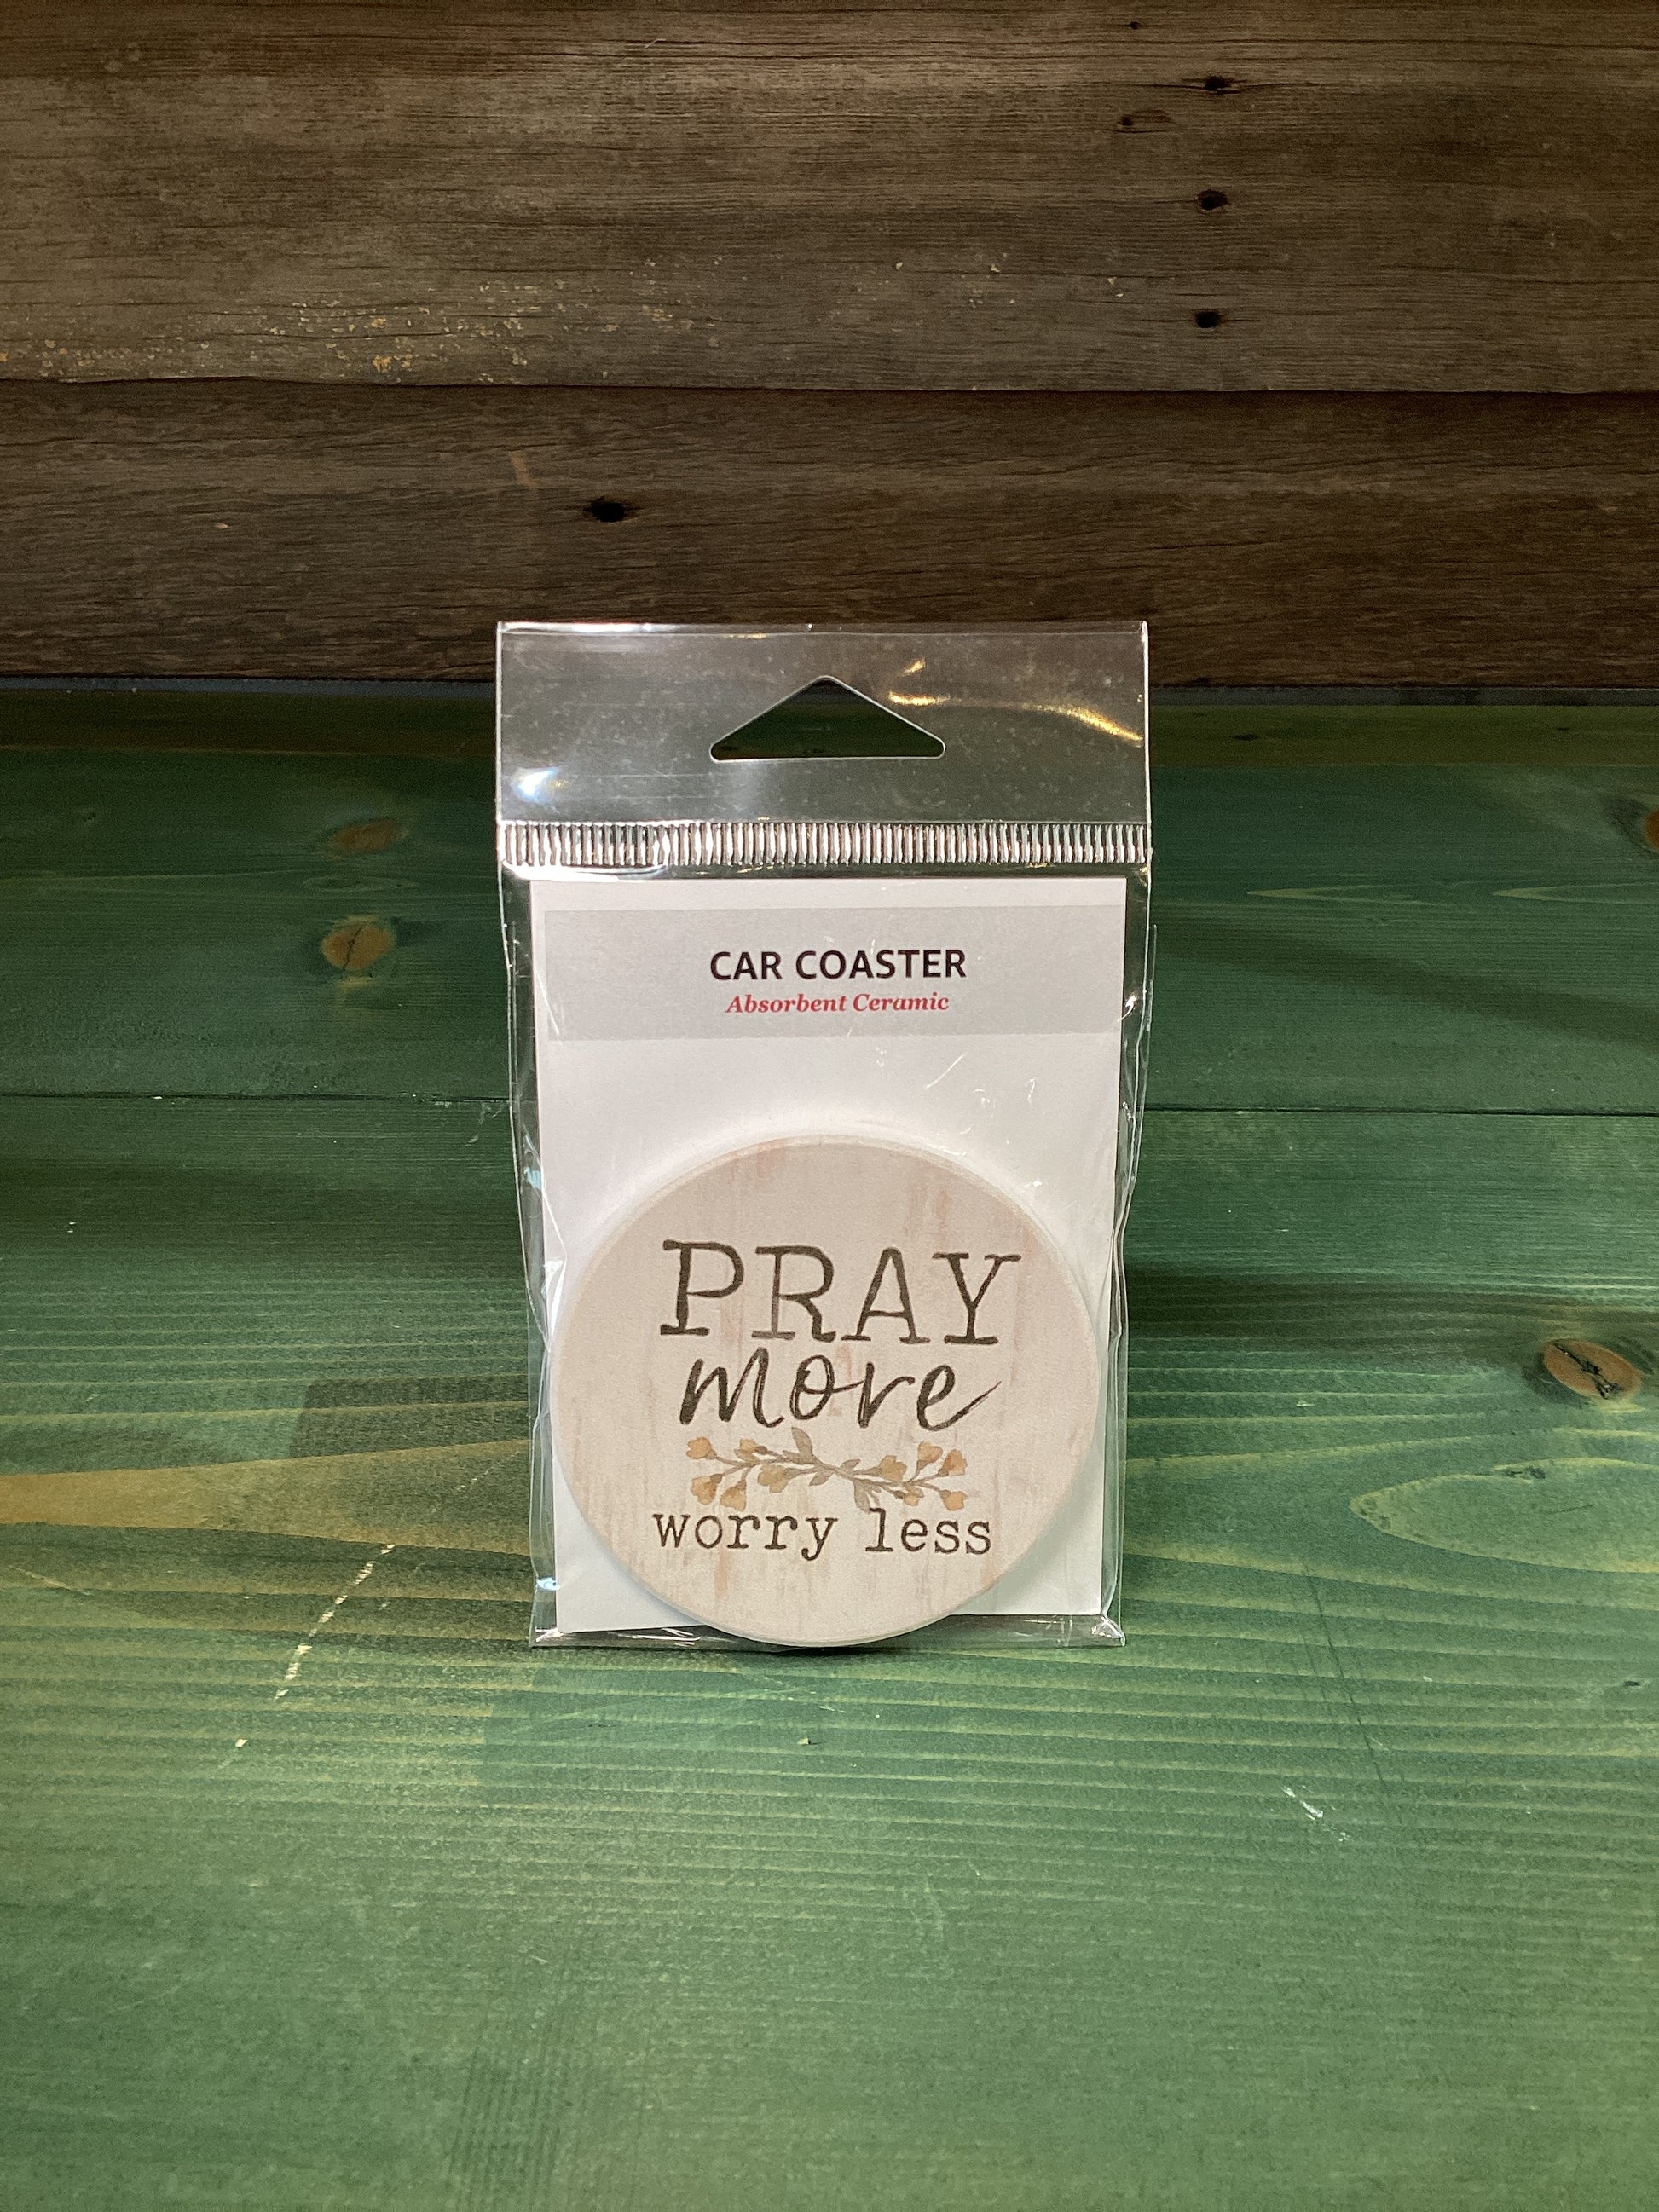 CAR COASTER
Absorbent Ceramic
PRAY
more
worry less